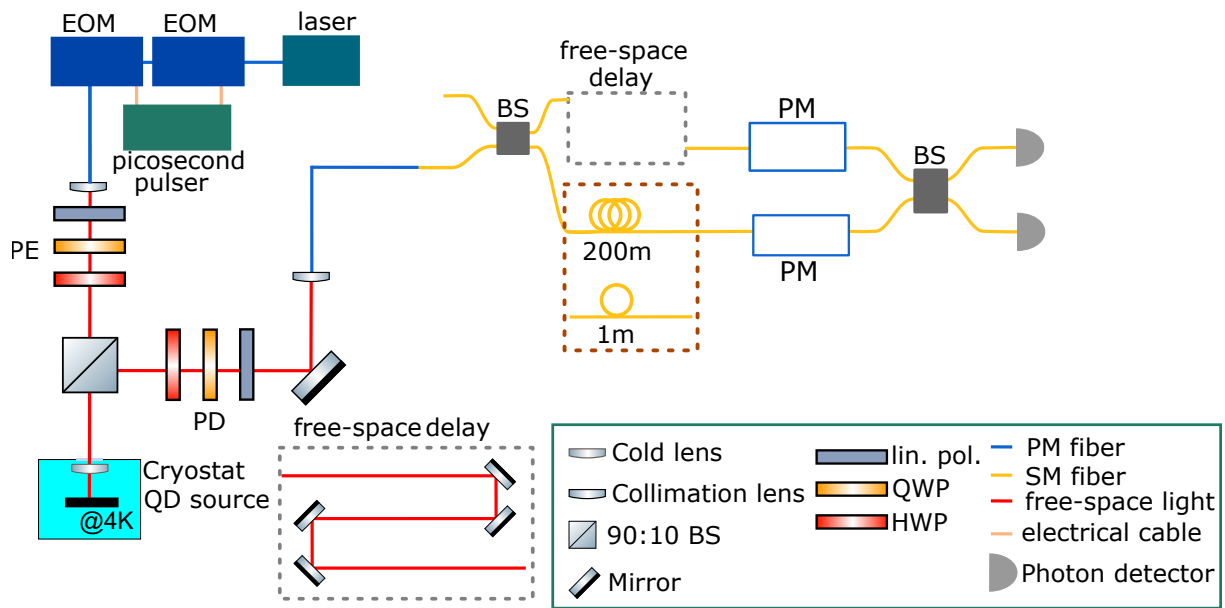 EOM
EOM
laser
picosecond
pulser
PE
PD
Cryostat
QD source
@4K
BS
free-space
delay
PM
200m
1m
PM
BS
free-space delay
Cold lens
Collimation lens
90:10 BS
Mirror
lin. pol.
QWP
HWP
PM fiber
SM fiber
free-space light
electrical cable
Photon detector